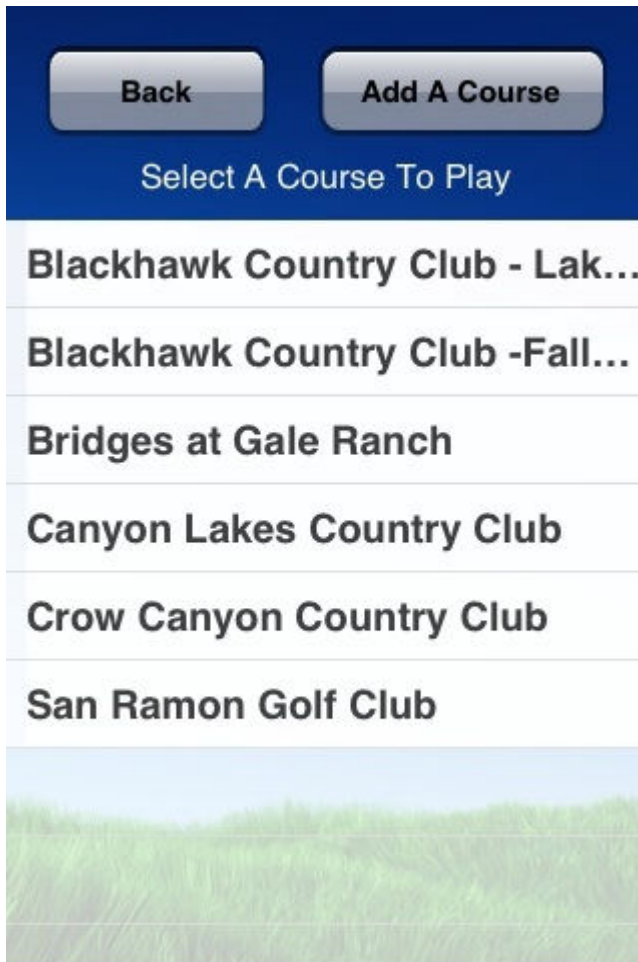 Back
Add A Course
Select A Course To Play
Blackhawk Country Club - Lak...
Blackhawk Country Club -Fall...
Bridges at Gale Ranch
Canyon Lakes Country Club
Crow Canyon Country Club
San Ramon Golf Club